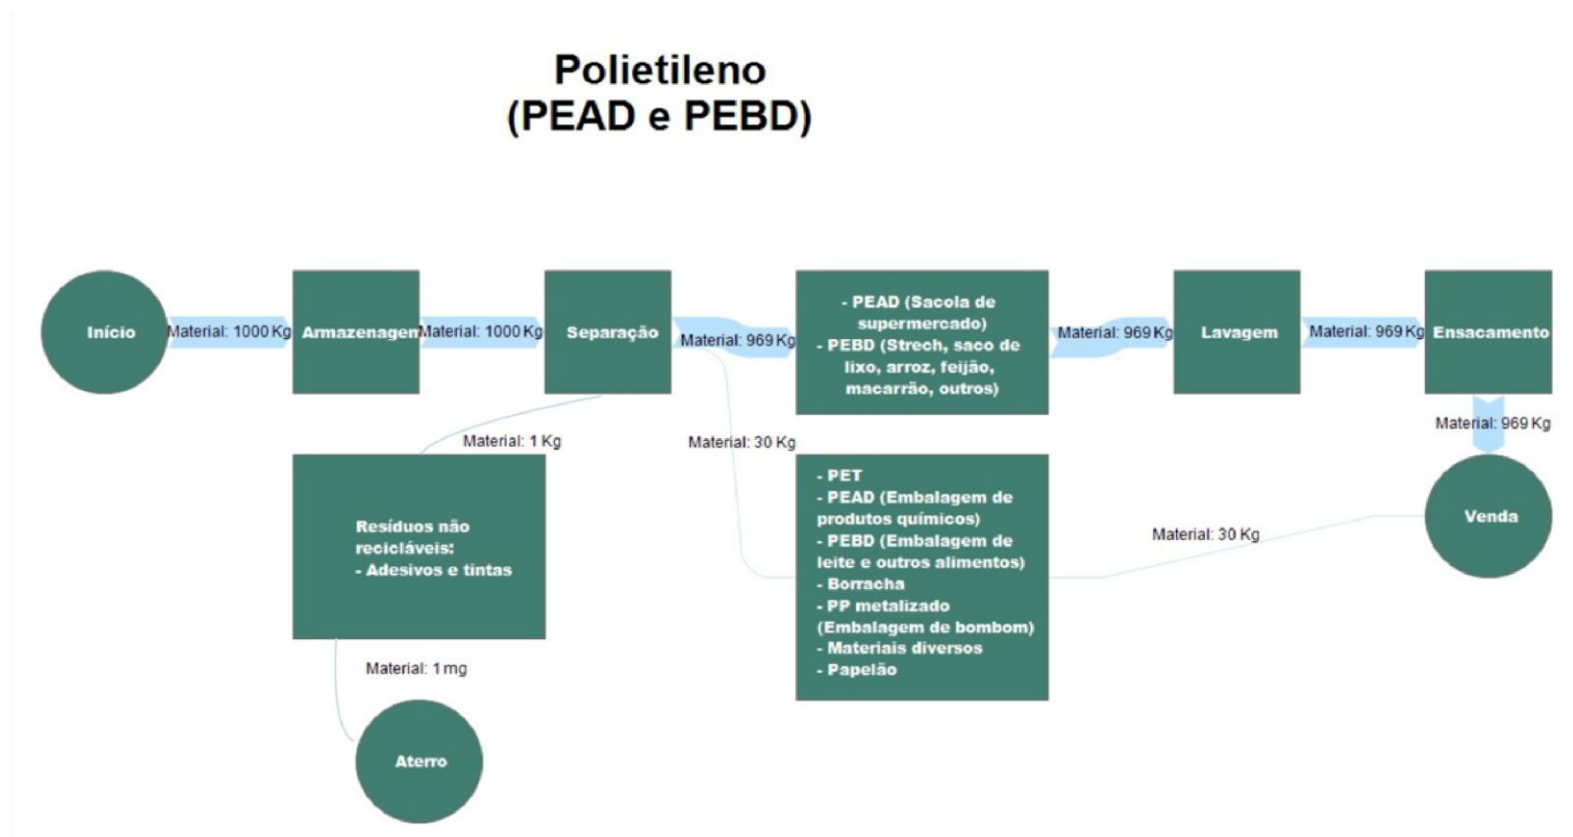 Polietileno
(PEAD e PEBD)
Início
Material: 1000 Kg
Armazenagem
Material: 1000 Kg
Separação
Material: 969 Kg
- PEAD (Sacola de
supermercado)
- PEBD (Strech, saco de
lixo, arroz, feijão,
macarrão, outros)
Material: 969 Kg
Lavagem
Material: 969 Kg
Ensacamento
Material: 969 Kg
Material: 1 Kg
Material: 30 Kg
Resíduos não
recicláveis:
- Adesivos e tintas
- PET
- PEAD (Embalagem de
produtos químicos)
- PEBD (Embalagem de
leite e outros alimentos)
- Borracha
- PP metalizado
(Embalagem de bombom)
- Materiais diversos
- Papelão
Material: 30 Kg
Venda
Material: 1 mg
Aterro